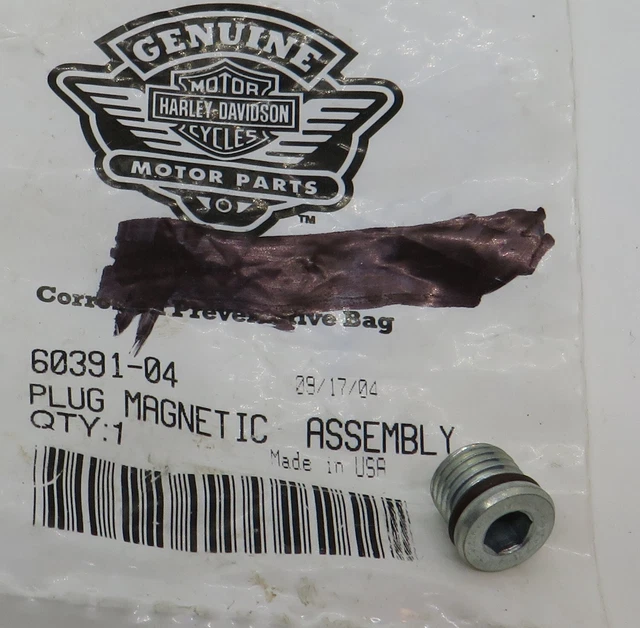 GENUINE
MOTOR
HARLEY-DAVIDSON
CYCLES
MOTOR PARTS
TM
Bag
60391-04
09/17/04
PLUG MAGNETIC ASSEMBLY
QTY:1
Made in USA